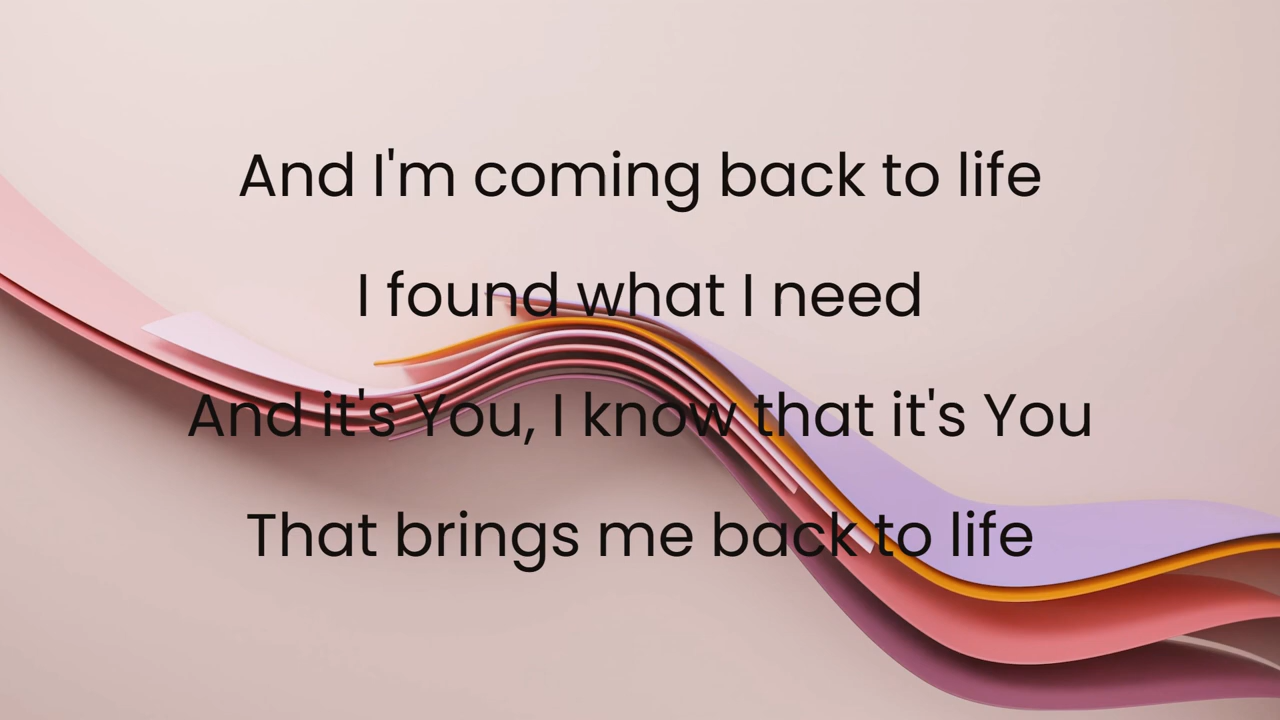 And I'm coming back to life
I found what I need
And it's You, I know that it's You
That brings me back to life